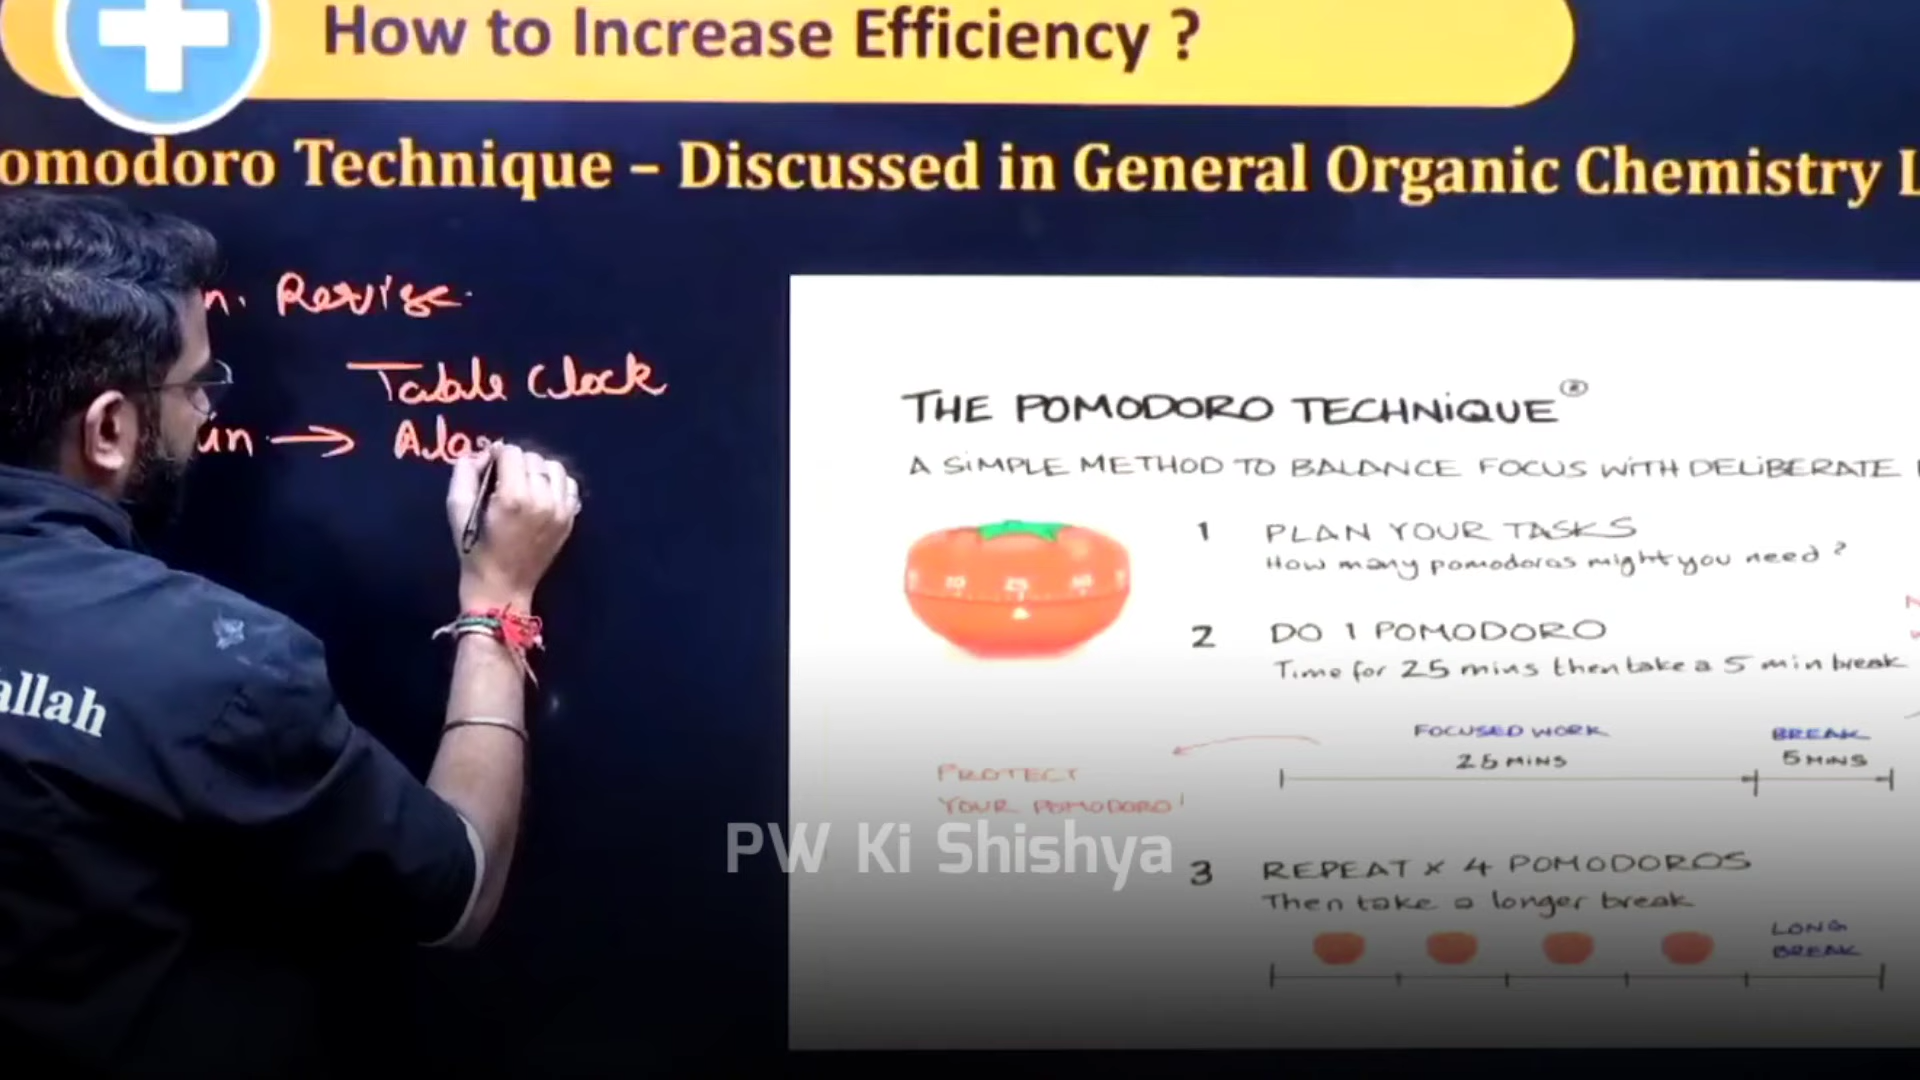 How to Increase Efficiency ?
omodoro Technique – Discussed in General Organic Chemistry L
n. Revise
Table Clock
in → Alar
allah
THE POMODORO TECHNIQUE
A SIMPLE METHOD TO BALANCE FOCUS WITH DELIBERATE
10 25
1 PLAN YOUR TASKS
How many pomodoros might you need?
2 DO 1 POMODORO
Time for 25 mins then take a 5 min break
FOCUSED WORK BREAK
25 MINS 5 MINS
PROTECT
YOUR POMODORO!
PW Ki Shishya
3 REPEAT x 4 POMODOROS
Then take a longer break
LONG
BREAK